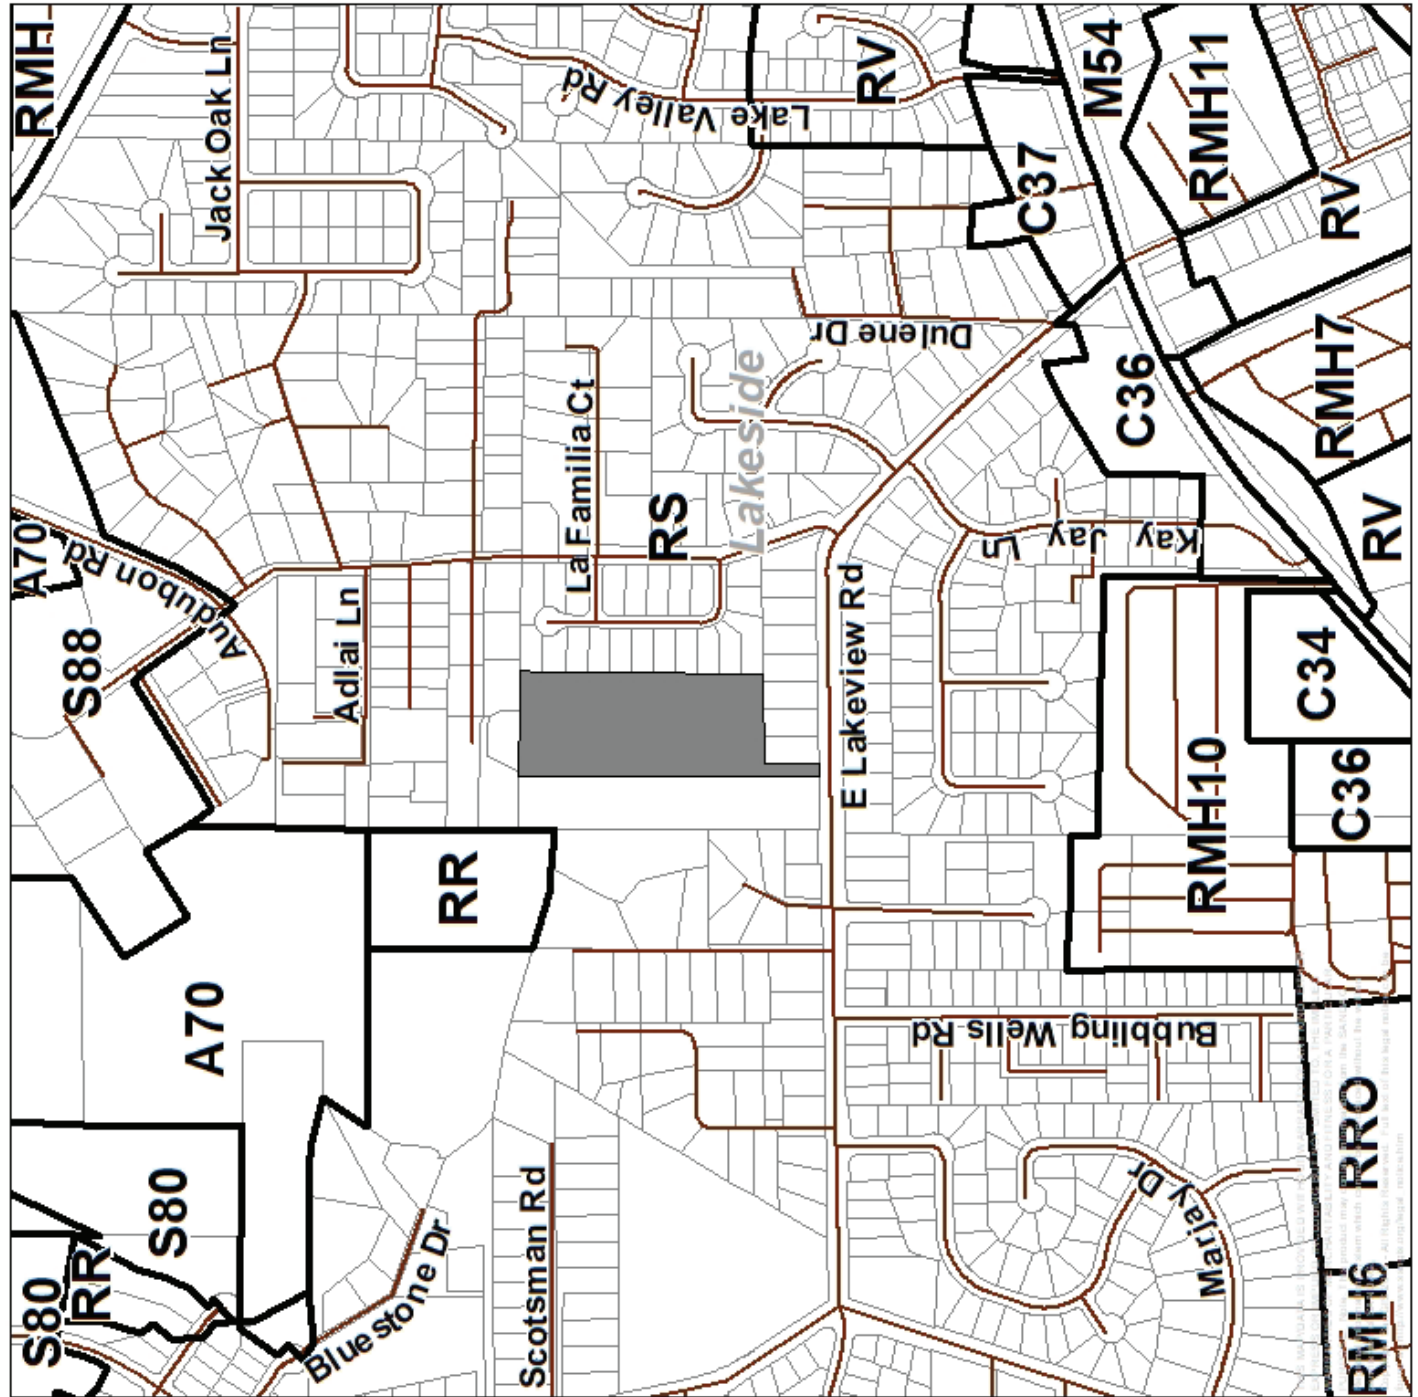 RMH
Jack Oak Ln
Lake Valley Rd
RV
M54
RMH11
C37
RV
Dulene Dr
La Familia Ct
Lakeside
RS
C36
RMH7
RV
A70
Audubon Rd
S88
Adlai Ln
E Lakeview Rd
Kay Jay Ln
C34
RMH10
C36
RR
A70
Bubbling Wells Rd
RRO
S80
RR
S80
Blue stone Dr
Scotsman Rd
Marjay Dr
RMH6